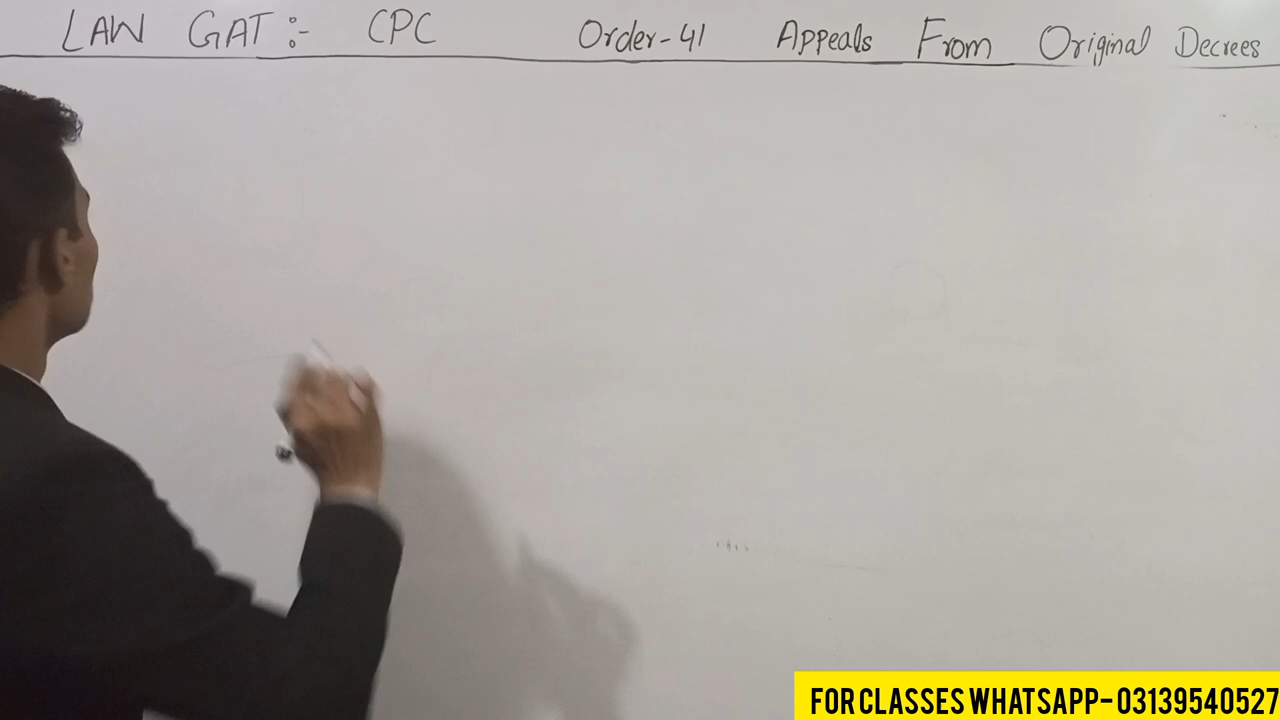 LAW GAT :- CPC Order-41 Appeals From Original Decrees
FOR CLASSES WHATSAPP-03139540527